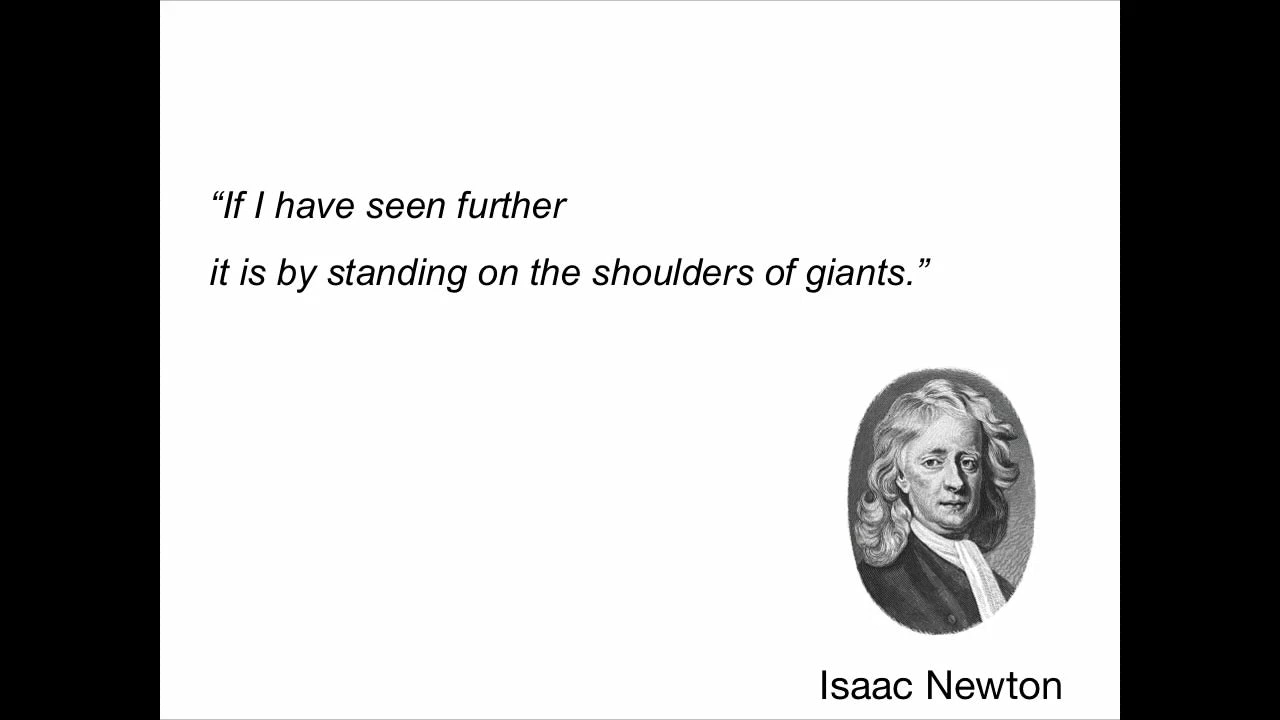 “If I have seen further
it is by standing on the shoulders of giants.”
Isaac Newton